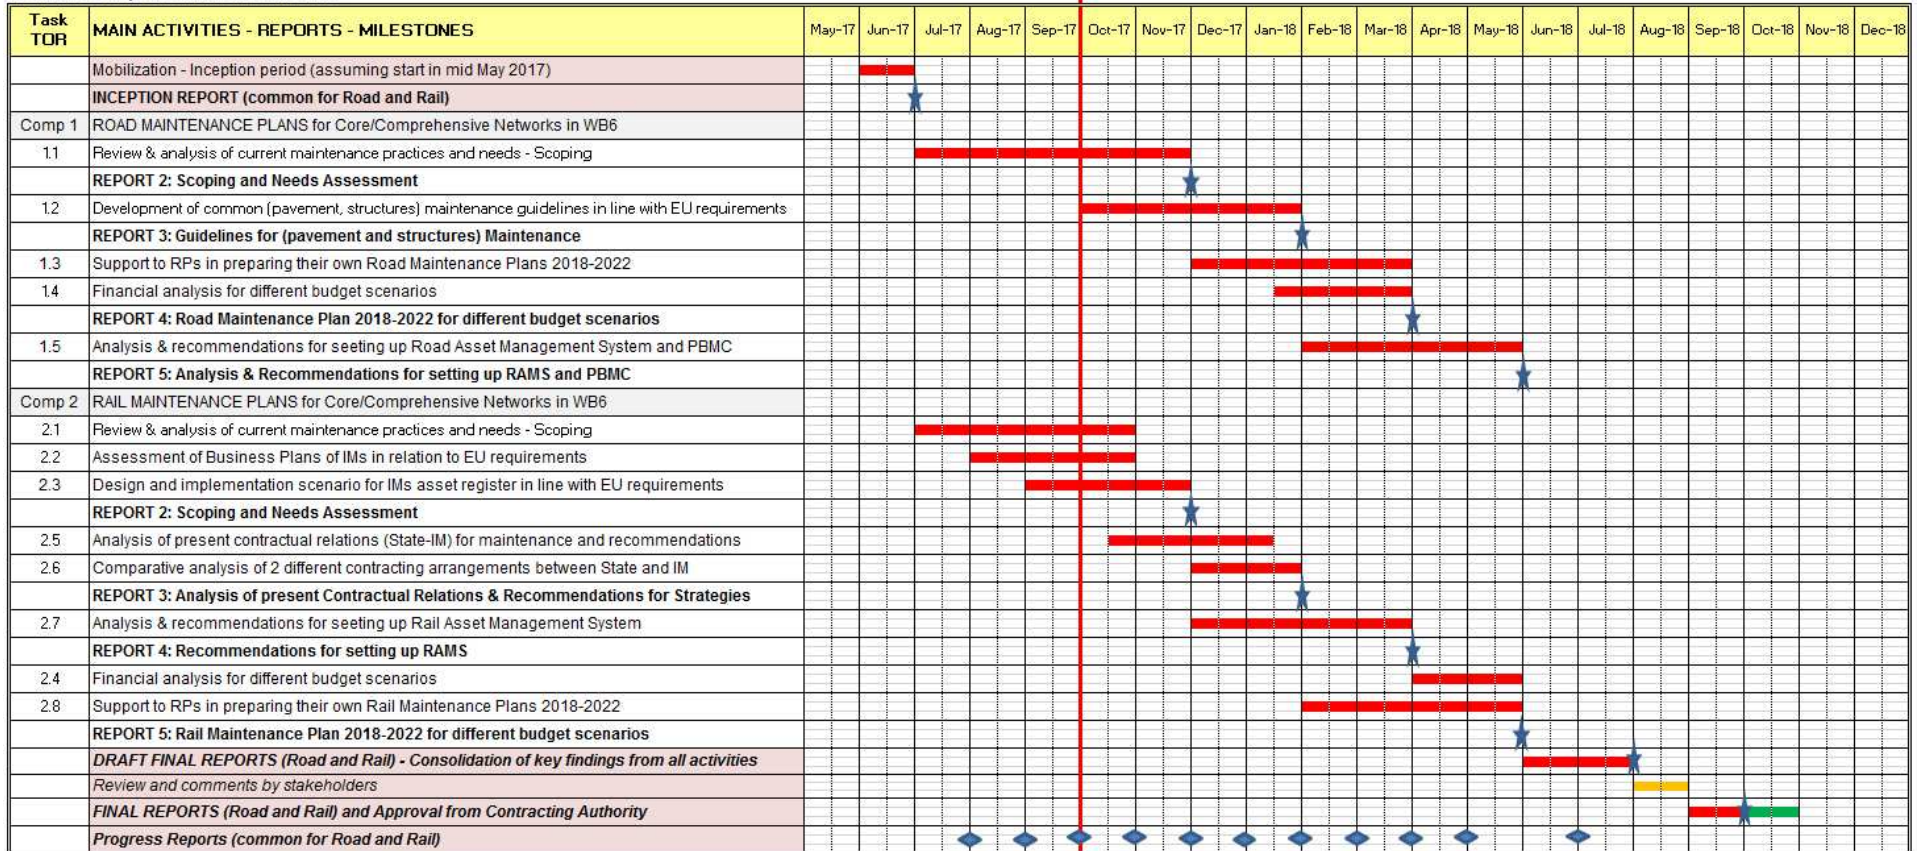 Task TOR MAIN ACTIVITIES - REPORTS - MILESTONES May-17 Jun-17 Jul-17 Aug-17 Sep-17 Oct-17 Nov-17 Dec-17 Jan-18 Feb-18 Mar-18 Apr-18 May-18 Jun-18 Jul-18 Aug-18 Sep-18 Oct-18 Nov-18 Dec-18
Mobilization - Inception period (assuming start in mid May 2017)
INCEPTION REPORT (common for Road and Rail)
Comp 1 ROAD MAINTENANCE PLANS for Core/Comprehensive Networks in WB6
1.1 Review & analysis of current maintenance practices and needs - Scoping
REPORT 2: Scoping and Needs Assessment
1.2 Development of common (pavement, structures) maintenance guidelines in line with EU requirements
REPORT 3: Guidelines for (pavement and structures) Maintenance
1.3 Support to RPs in preparing their own Road Maintenance Plans 2018-2022
1.4 Financial analysis for different budget scenarios
REPORT 4: Road Maintenance Plan 2018-2022 for different budget scenarios
1.5 Analysis & recommendations for seeting up Road Asset Management System and PBMC
REPORT 5: Analysis & Recommendations for setting up RAMS and PBMC
Comp 2 RAIL MAINTENANCE PLANS for Core/Comprehensive Networks in WB6
2.1 Review & analysis of current maintenance practices and needs - Scoping
2.2 Assessment of Business Plans of IMs in relation to EU requirements
2.3 Design and implementation scenario for IMs asset register in line with EU requirements
REPORT 2: Scoping and Needs Assessment
2.5 Analysis of present contractual relations (State-IM) for maintenance and recommendations
2.6 Comparative analysis of 2 different contracting arrangements between State and IM
REPORT 3: Analysis of present Contractual Relations & Recommendations for Strategies
2.7 Analysis & recommendations for seeting up Rail Asset Management System
REPORT 4: Recommendations for setting up RAMS
2.4 Financial analysis for different budget scenarios
2.8 Support to RPs in preparing their own Rail Maintenance Plans 2018-2022
REPORT 5: Rail Maintenance Plan 2018-2022 for different budget scenarios
DRAFT FINAL REPORTS (Road and Rail) - Consolidation of key findings from all activities
Review and comments by stakeholders
FINAL REPORTS (Road and Rail) and Approval from Contracting Authority
Progress Reports (common for Road and Rail)